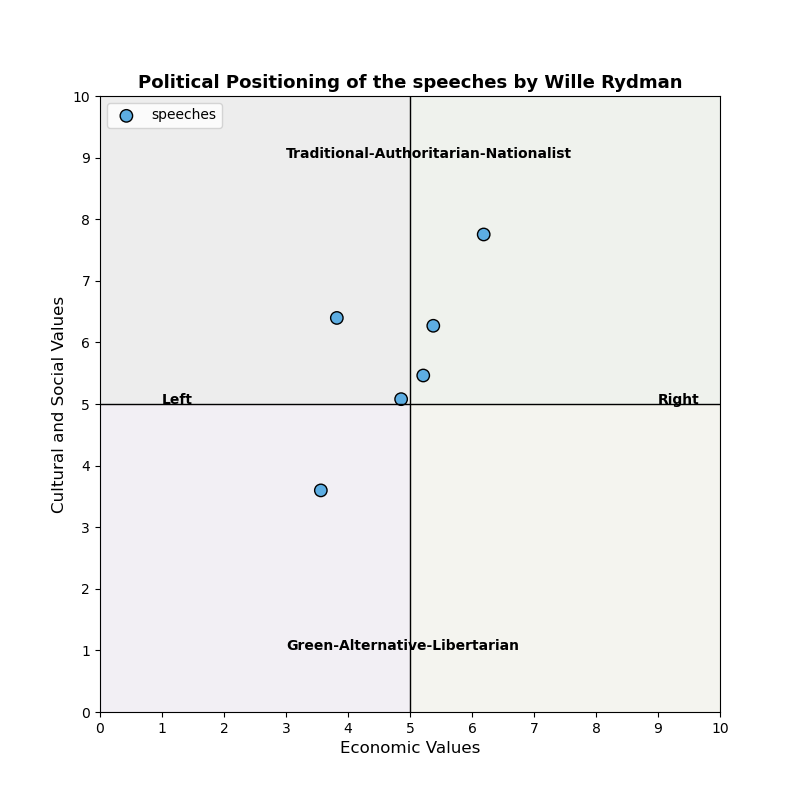 Political Positioning of the speeches by Wille Rydman
speeches
Traditional-Authoritarian-Nationalist
Left
Right
Green-Alternative-Libertarian
Cultural and Social Values
10
9
8
7
6
5
4
3
2
1
0
0 1 2 3 4 5 6 7 8 9 10
Economic Values